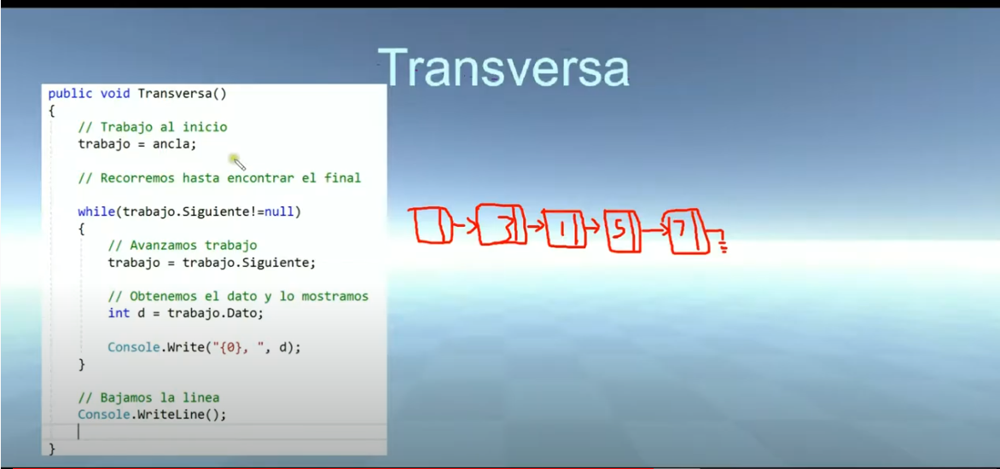 Transversa
public void Transversa()
{
// Trabajo al inicio
trabajo = ancla;
// Recorremos hasta encontrar el final
while(trabajo.Siguiente!=null)
{
// Avanzamos trabajo
trabajo = trabajo.Siguiente;
// Obtenemos el dato y lo mostramos
int d = trabajo.Dato;
Console.Write("{0}, ", d);
}
// Bajamos la linea
Console.WriteLine();
}
3 1 5 7